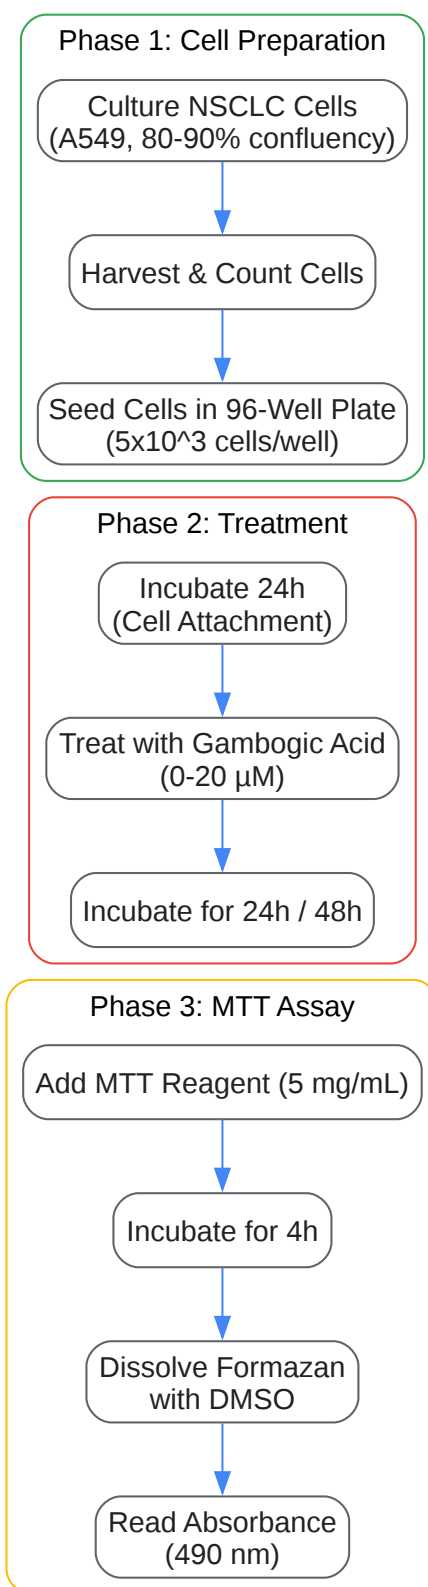 Phase 1: Cell Preparation
Culture NSCLC Cells
(A549, 80-90% confluency)
Harvest & Count Cells
Seed Cells in 96-Well Plate
(5x10^3 cells/well)
Phase 2: Treatment
Incubate 24h
(Cell Attachment)
Treat with Gambogic Acid
(0-20 µM)
Incubate for 24h / 48h
Phase 3: MTT Assay
Add MTT Reagent (5 mg/mL)
Incubate for 4h
Dissolve Formazan
with DMSO
Read Absorbance
(490 nm)